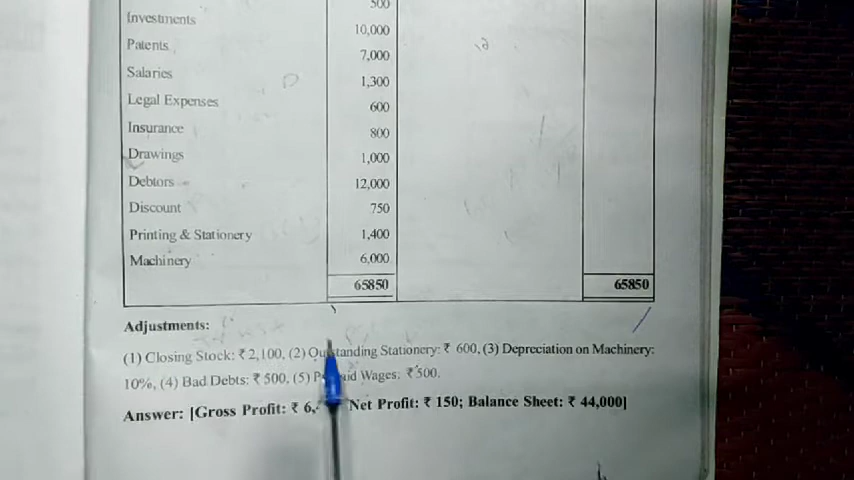 500
Investments 10,000
Patents 7,000
Salaries 1,300
Legal Expenses 600
Insurance 800
Drawings 1,000
Debtors 12,000
Discount 750
Printing & Stationery 1,400
Machinery 6,000
65850 65850
Adjustments:
(1) Closing Stock: ₹ 2,100, (2) Outstanding Stationery: ₹ 600, (3) Depreciation on Machinery:
10%, (4) Bad Debts: ₹ 500, (5) Wages: ₹ 500.
Answer: [Gross Profit: ₹ 6, Net Profit: ₹ 150; Balance Sheet: ₹ 44,000]